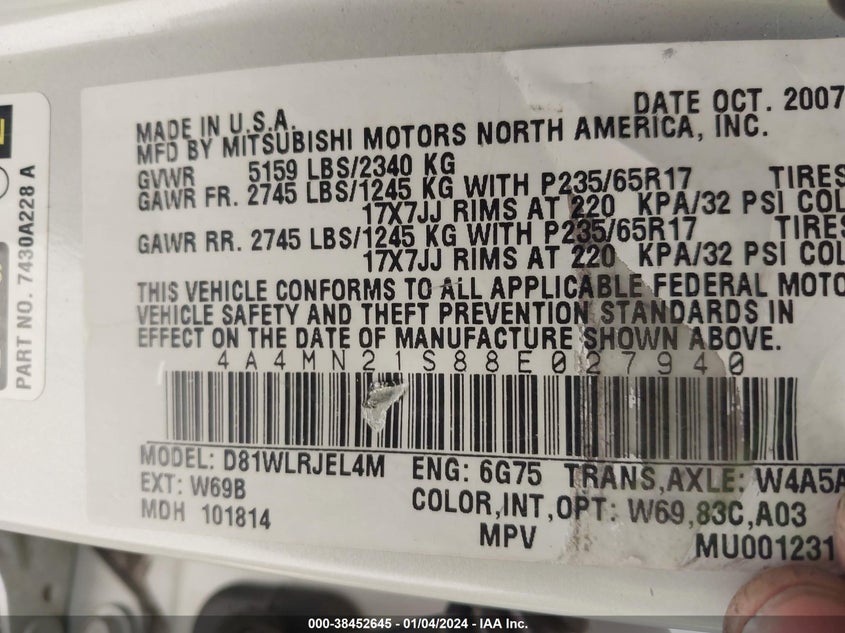 DATE OCT. 2007
MADE IN U.S.A.
MFD BY MITSUBISHI MOTORS NORTH AMERICA, INC.
GVWR 5159 LBS/2340 KG
GAWR FR. 2745 LBS/1245 KG WITH P235/65R17 TIRES
17X7JJ RIMS AT 220 KPA/32 PSI COL
GAWR RR. 2745 LBS/1245 KG WITH P235/65R17 TIRES
17X7JJ RIMS AT 220 KPA/32 PSI COL
THIS VEHICLE CONFORMS TO ALL APPLICABLE FEDERAL MOTO
VEHICLE SAFETY AND THEFT PREVENTION STANDARDS IN
EFFECT ON THE DATE OF MANUFACTURE SHOWN ABOVE.
4A4MN21S88E027940
MODEL: D81WLRJEL4M ENG: 6G75 TRANS,AXLE: W4A5A
EXT: W69B COLOR,INT,OPT: W69,83C,A03
MDH 101814 MPV MU001231
PART NO. 7430A228 A
000-38452645 - 01/04/2024 - IAA Inc.